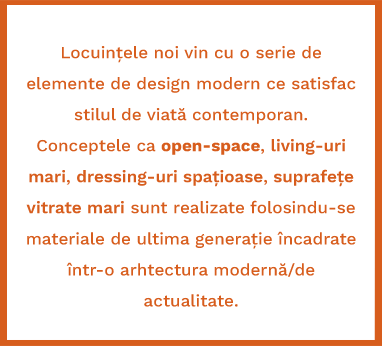 Locuințele noi vin cu o serie de
elemente de design modern ce satisfac
stilul de viată contemporan.
Conceptele ca open-space, living-uri
mari, dressing-uri spațioase, suprafețe
vitrate mari sunt realizate folosindu-se
materiale de ultima generație încadrate
într-o arhtectura modernă/de
actualitate.